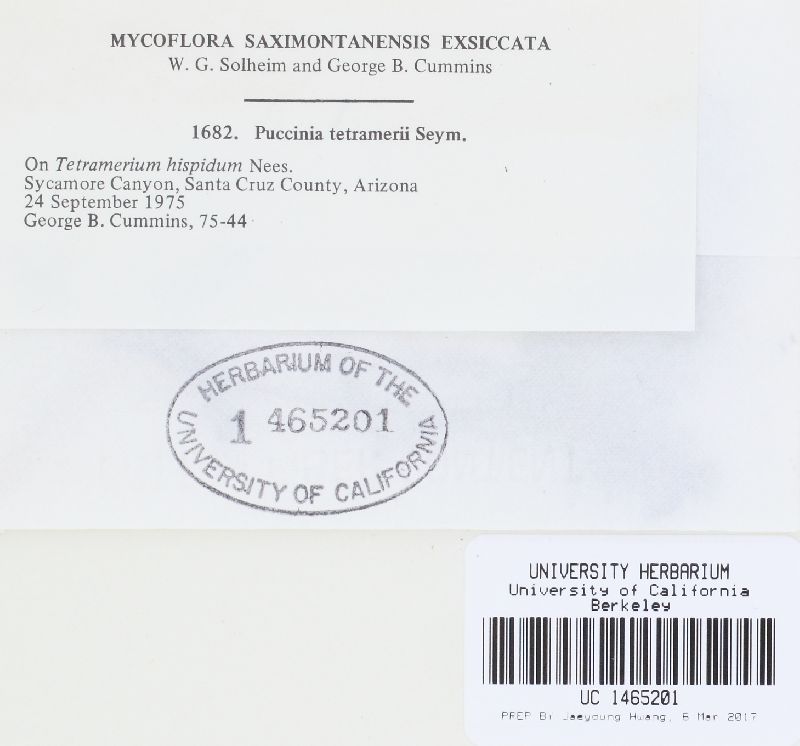 MYCOFLORA SAXIMONTANENSIS EXSICCATA
W. G. Solheim and George B. Cummins
1682. Puccinia tetramerii Seym.
On Tetramerium hispidum Nees.
Sycamore Canyon, Santa Cruz County, Arizona
24 September 1975
George B. Cummins, 75-44
HERBARIUM OF THE
1 465201
UNIVERSITY OF CALIFORNIA
UNIVERSITY HERBARIUM
University of California
Berkeley
UC 1465201
PREP By Jaeyoung Hwang, 6 Mar 2017